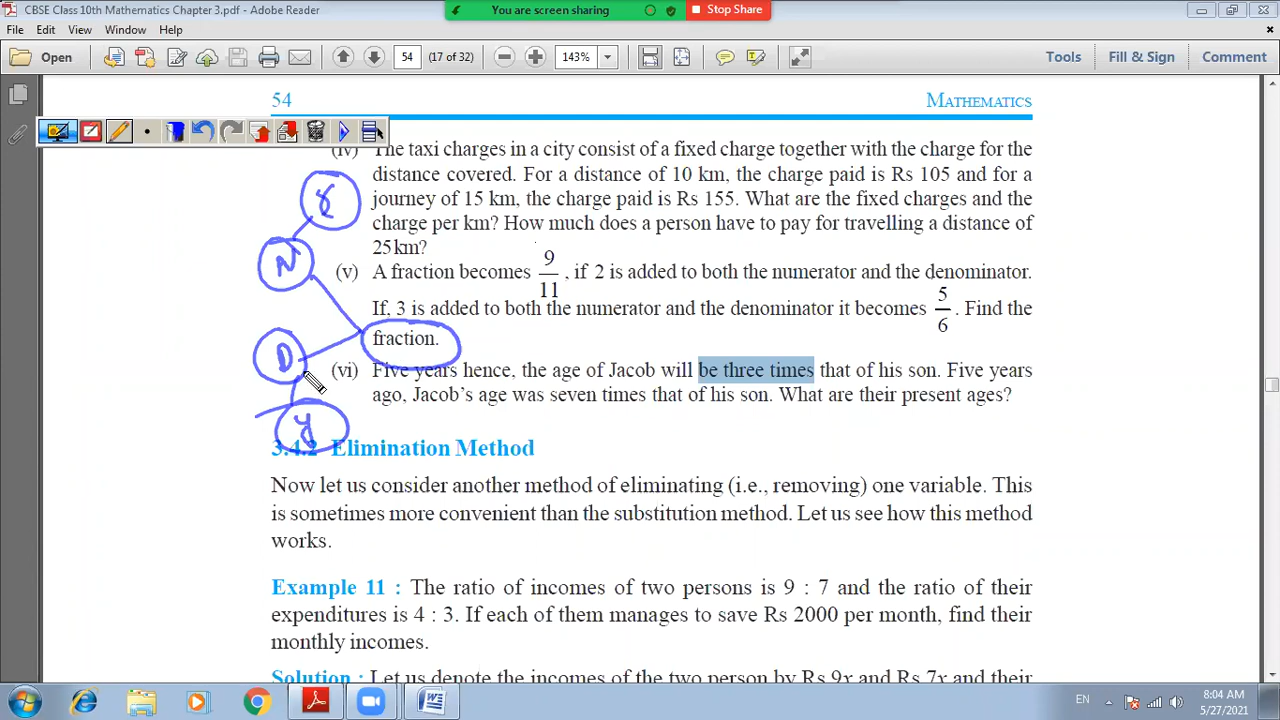 CBSE Class 10th Mathematics Chapter 3.pdf - Adobe Reader
You are screen sharing
Stop Share
File Edit View Window Help
Open
54 (17 of 32)
143%
Tools Fill & Sign Comment
54 MATHEMATICS
(iv) The taxi charges in a city consist of a fixed charge together with the charge for the
distance covered. For a distance of 10 km, the charge paid is Rs 105 and for a
journey of 15 km, the charge paid is Rs 155. What are the fixed charges and the
charge per km? How much does a person have to pay for travelling a distance of
25 km?
(v) A fraction becomes 9/11, if 2 is added to both the numerator and the denominator.
If, 3 is added to both the numerator and the denominator it becomes 5/6. Find the
fraction.
N
D
y
(vi) Five years hence, the age of Jacob will be three times that of his son. Five years
ago, Jacob's age was seven times that of his son. What are their present ages?
3.4.2 Elimination Method
Now let us consider another method of eliminating (i.e., removing) one variable. This
is sometimes more convenient than the substitution method. Let us see how this method
works.
Example 11 : The ratio of incomes of two persons is 9 : 7 and the ratio of their
expenditures is 4 : 3. If each of them manages to save Rs 2000 per month, find their
monthly incomes.
Solution : Let us denote the incomes of the two person by Rs 9x and Rs 7x and their
EN
8:04 AM
5/27/2021